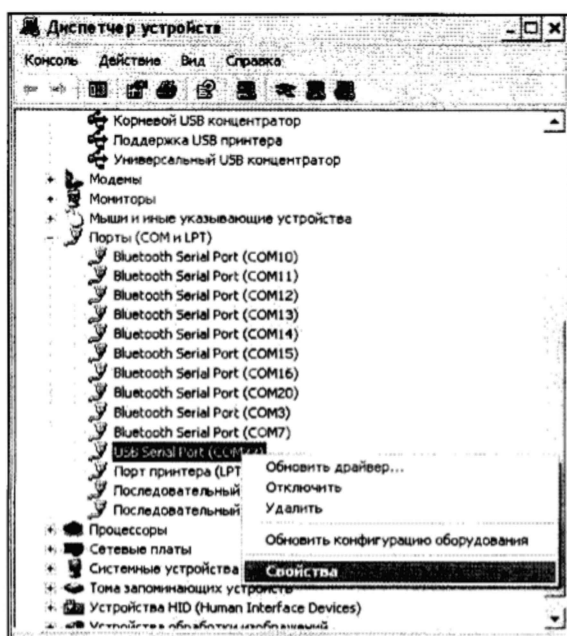 Диспетчер устройств
Консоль Действие Вид Справка
Корневой USB концентратор
Поддержка USB принтера
Универсальный USB концентратор
Модемы
Мониторы
Мыши и иные указывающие устройства
Порты (COM и LPT)
Bluetooth Serial Port (COM10)
Bluetooth Serial Port (COM11)
Bluetooth Serial Port (COM12)
Bluetooth Serial Port (COM13)
Bluetooth Serial Port (COM14)
Bluetooth Serial Port (COM15)
Bluetooth Serial Port (COM16)
Bluetooth Serial Port (COM20)
Bluetooth Serial Port (COM3)
Bluetooth Serial Port (COM7)
USB Serial Port
Порт принтера (LPT
Последовательный
Последовательный
Обновить драйвер...
Отключить
Удалить
Обновить конфигурацию оборудования
Свойства
Процессоры
Сетевые платы
Системные устройства
Тома запоминающих устройств
Устройства HID (Human Interface Devices)
Устройства обработки изображений